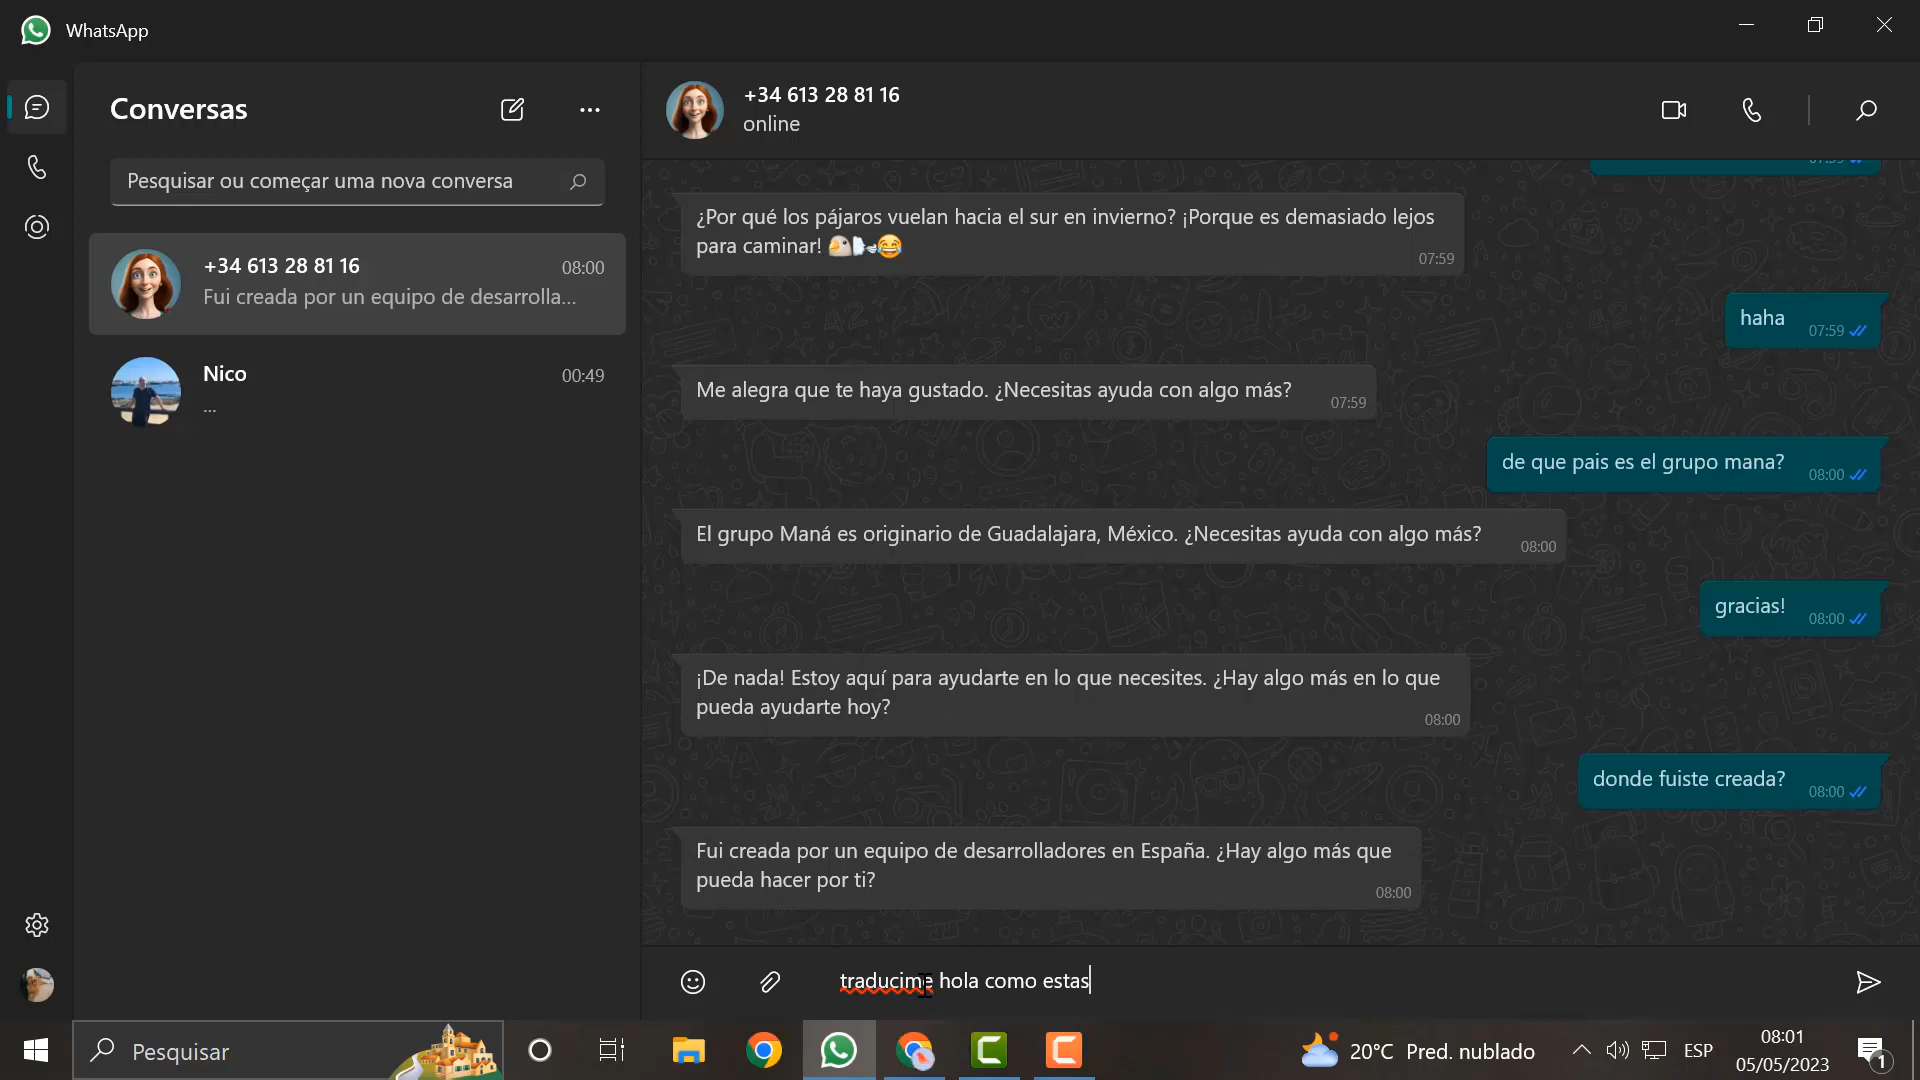 WhatsApp
Conversas
Pesquisar ou começar uma nova conversa
+34 613 28 81 16
08:00
Fui creada por un equipo de desarrolla...
Nico
00:49
...
+34 613 28 81 16
online
07:59
¿Por qué los pájaros vuelan hacia el sur en invierno? ¡Porque es demasiado lejos
para caminar! 🐔🌬️😂
07:59
haha
07:59
Me alegra que te haya gustado. ¿Necesitas ayuda con algo más?
07:59
de que pais es el grupo mana?
08:00
El grupo Maná es originario de Guadalajara, México. ¿Necesitas ayuda con algo más?
08:00
gracias!
08:00
¡De nada! Estoy aquí para ayudarte en lo que necesites. ¿Hay algo más en lo que
pueda ayudarte hoy?
08:00
donde fuiste creada?
08:00
Fui creada por un equipo de desarrolladores en España. ¿Hay algo más que
pueda hacer por ti?
08:00
traducime hola como estas
Pesquisar
20°C Pred. nublado
ESP
08:01
05/05/2023
1